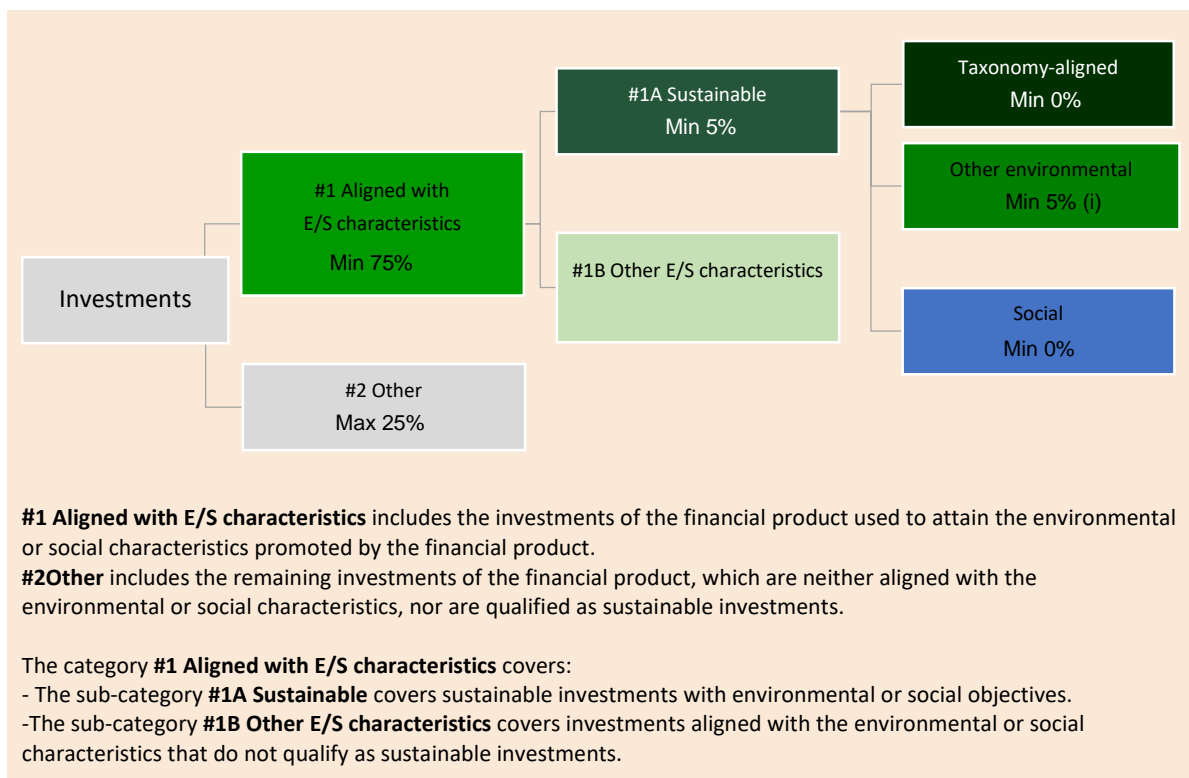 Investments
#1 Aligned with
E/S characteristics
Min 75%
#2 Other
Max 25%
#1A Sustainable
Min 5%
#1B Other E/S characteristics
Taxonomy-aligned
Min 0%
Other environmental
Min 5% (i)
Social
Min 0%
#1 Aligned with E/S characteristics includes the investments of the financial product used to attain the environmental
or social characteristics promoted by the financial product.
#2Other includes the remaining investments of the financial product, which are neither aligned with the
environmental or social characteristics, nor are qualified as sustainable investments.
The category #1 Aligned with E/S characteristics covers:
- The sub-category #1A Sustainable covers sustainable investments with environmental or social objectives.
-The sub-category #1B Other E/S characteristics covers investments aligned with the environmental or social
characteristics that do not qualify as sustainable investments.